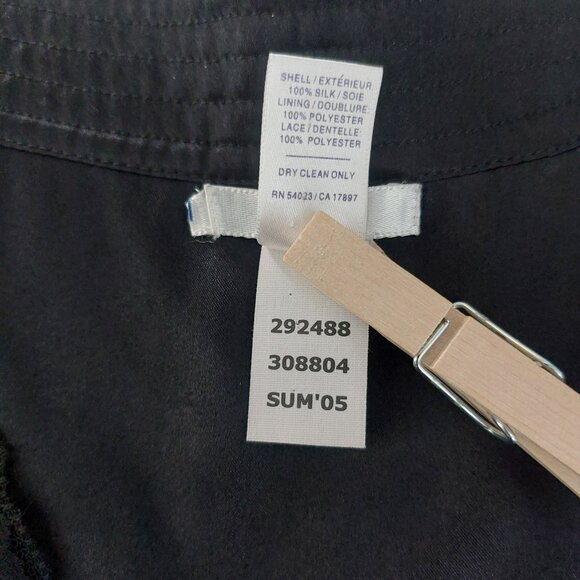 SHELL / EXTÉRIEUR:
100% SILK / SOIE
LINING / DOUBLURE:
100% POLYESTER
LACE / DENTELLE:
100% POLYESTER
DRY CLEAN ONLY
RN 54023 / CA 17897
292488
308804
SUM'05